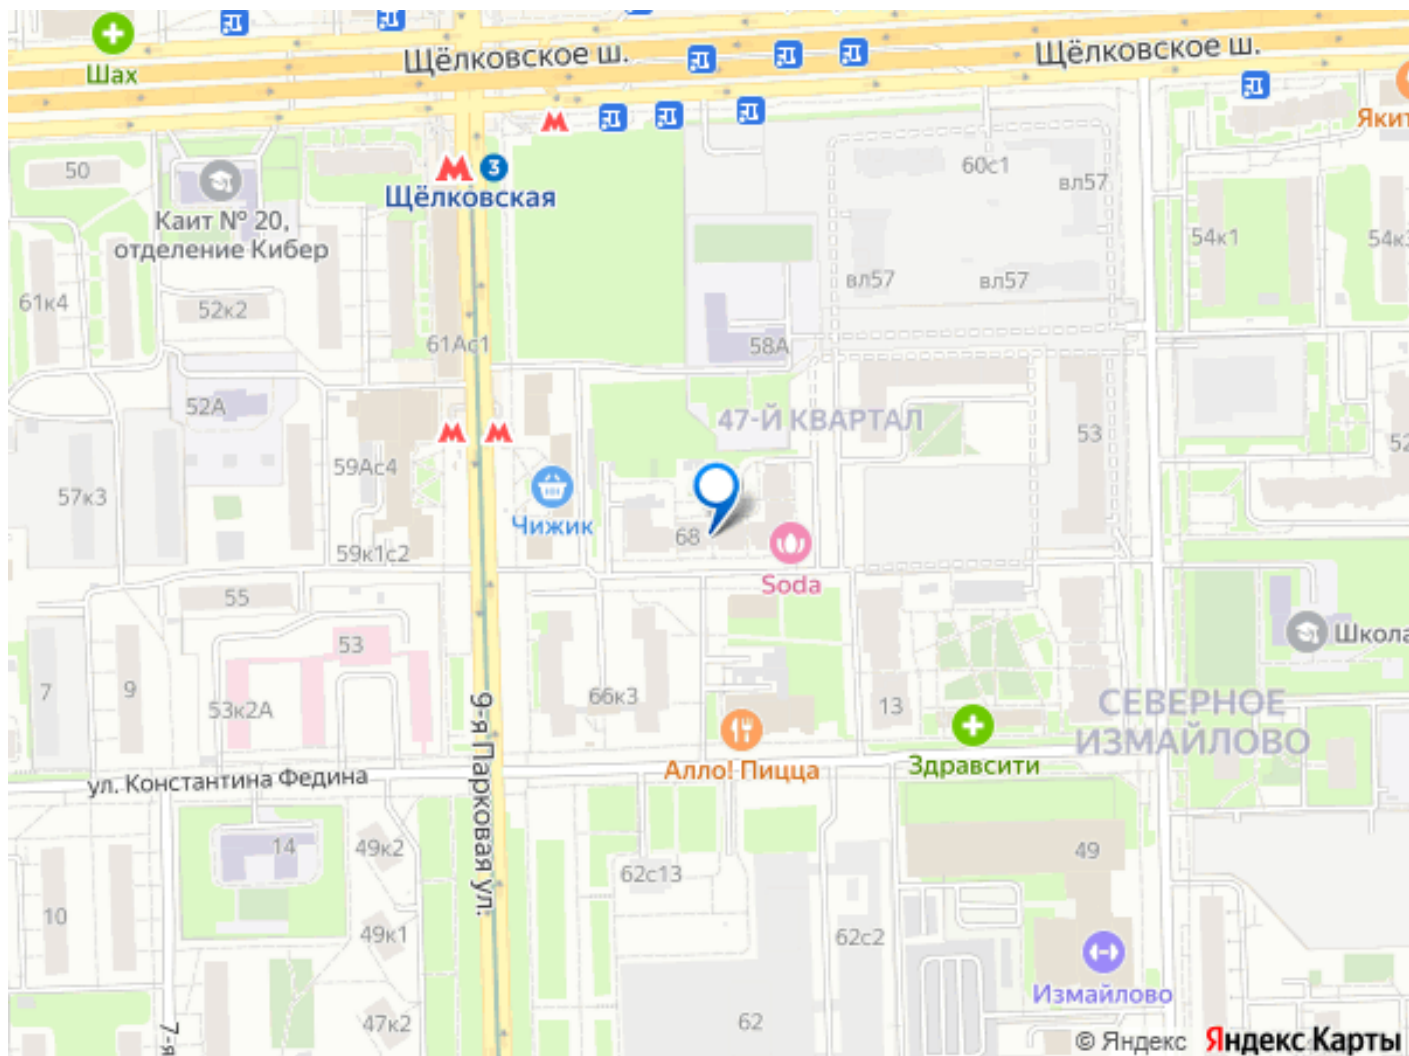 Шах
Щёлковское ш.
Щёлковское ш.
Якит
50
Каит № 20,
отделение Кибер
3
Щёлковская
60с1
вл57
54к1
54к3
61к4
52к2
61Ас1
58А
вл57
вл57
52А
47-Й КВАРТАЛ
53
52
59Ас4
57к3
Чижик
68
59к1с2
Soda
55
53
Школа
7
9
53к2А
66к3
13
СЕВЕРНОЕ
ИЗМАЙЛОВО
9-я Парковая ул.
Алло! Пицца
Здравсити
ул. Константина Федина
14
49к2
49
62с13
10
49к1
62с2
Измайлово
47к2
7-я
62
© Яндекс Яндекс Карты